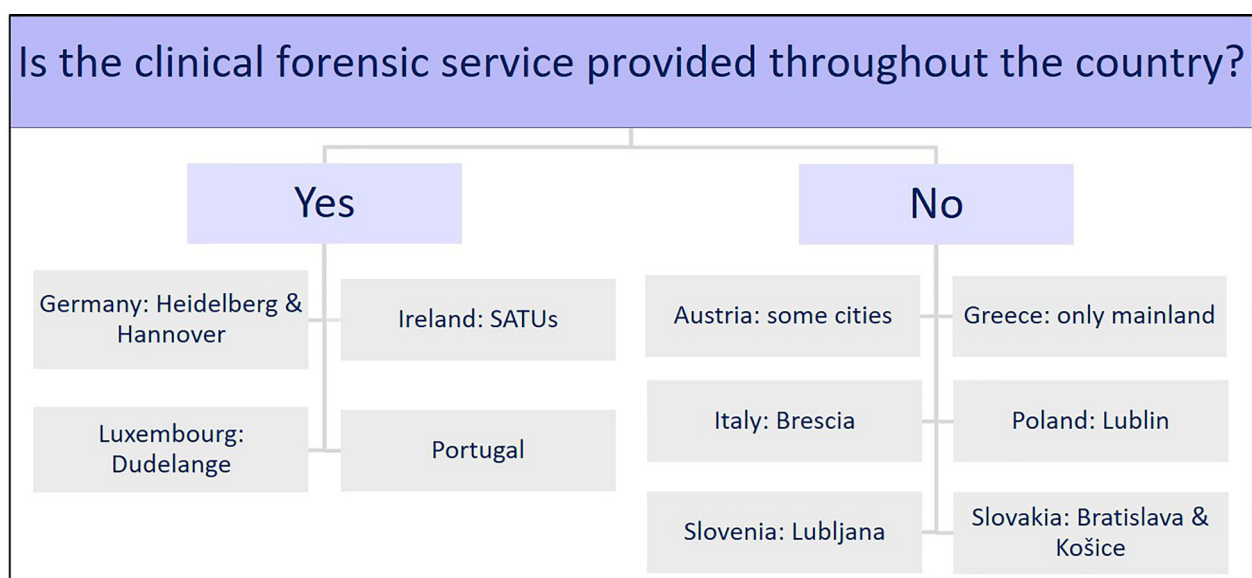 Is the clinical forensic service provided throughout the country?
Yes
No
Germany: Heidelberg &
Hannover
Ireland: SATUs
Luxembourg:
Dudelange
Portugal
Austria: some cities
Greece: only mainland
Italy: Brescia
Poland: Lublin
Slovenia: Lubljana
Slovakia: Bratislava &
Košice